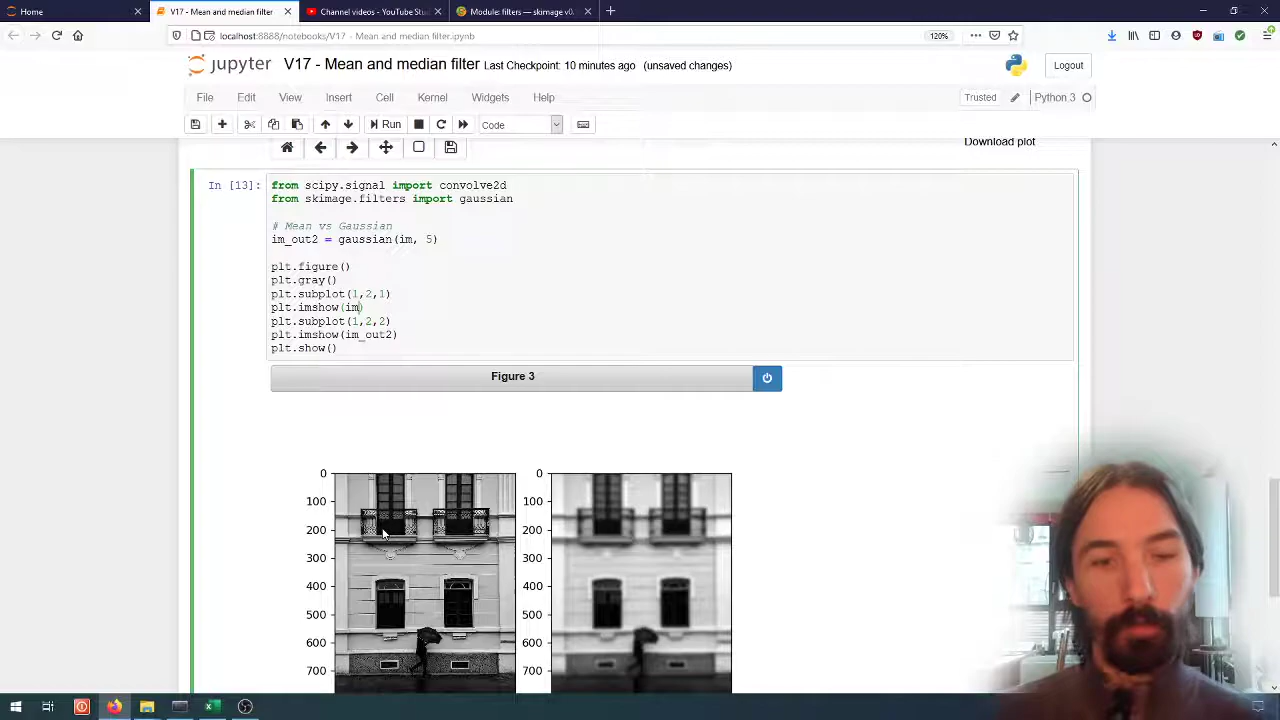 Home
V17 - Mean and median filter
Channel videos - YouTube Stud
Module: filters — skimage v0.
localhost:8888/notebooks/V17 - Mean and median filter.ipynb
120%
jupyter V17 - Mean and median filter Last Checkpoint: 10 minutes ago (unsaved changes)
Logout
File Edit View Insert Cell Kernel Widgets Help
Trusted
Python 3
Run
Code
Download plot
In [13]:
from scipy.signal import convolve2d
from skimage.filters import gaussian
# Mean vs Gaussian
im_out2 = gaussian(im, 5)
plt.figure()
plt.gray()
plt.subplot(1,2,1)
plt.imshow(im)
plt.subplot(1,2,2)
plt.imshow(im_out2)
plt.show()
Figure 3
0 0
100 100
200 200
300 300
400 400
500 500
600 600
700 700